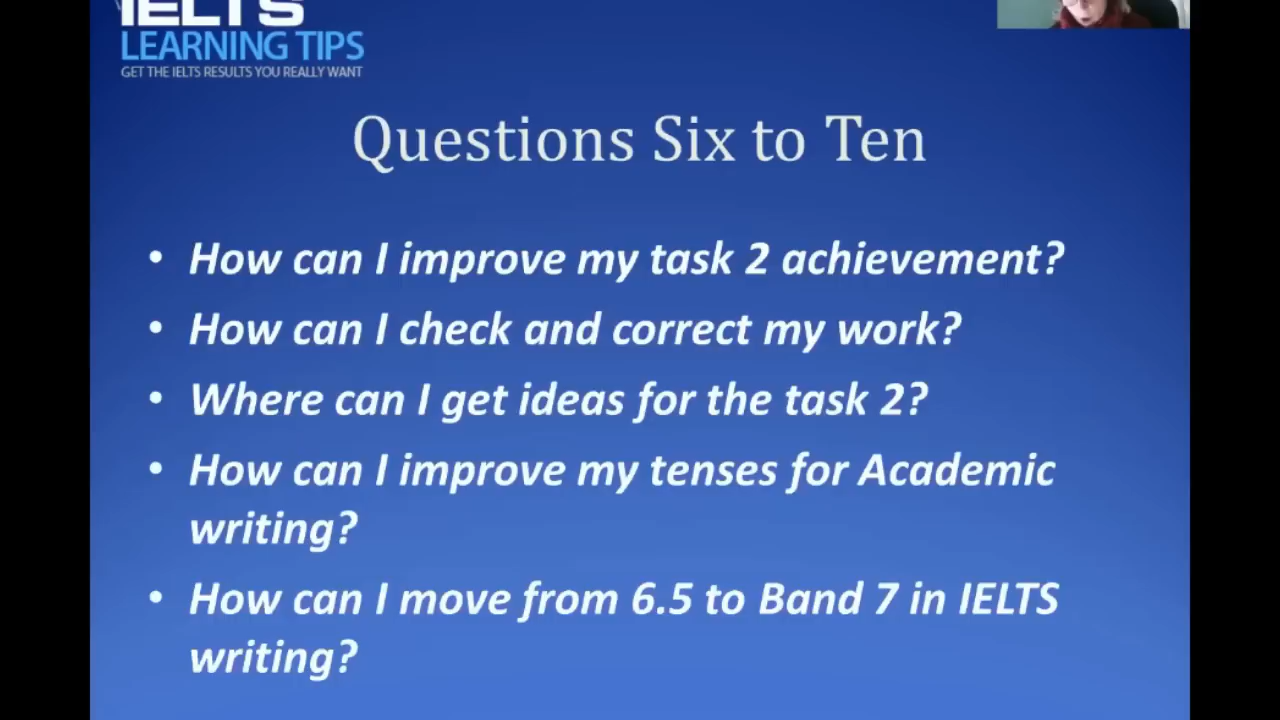 IELTS
LEARNING TIPS
GET THE IELTS RESULTS YOU REALLY WANT
Questions Six to Ten
• How can I improve my task 2 achievement?
• How can I check and correct my work?
• Where can I get ideas for the task 2?
• How can I improve my tenses for Academic
writing?
• How can I move from 6.5 to Band 7 in IELTS
writing?